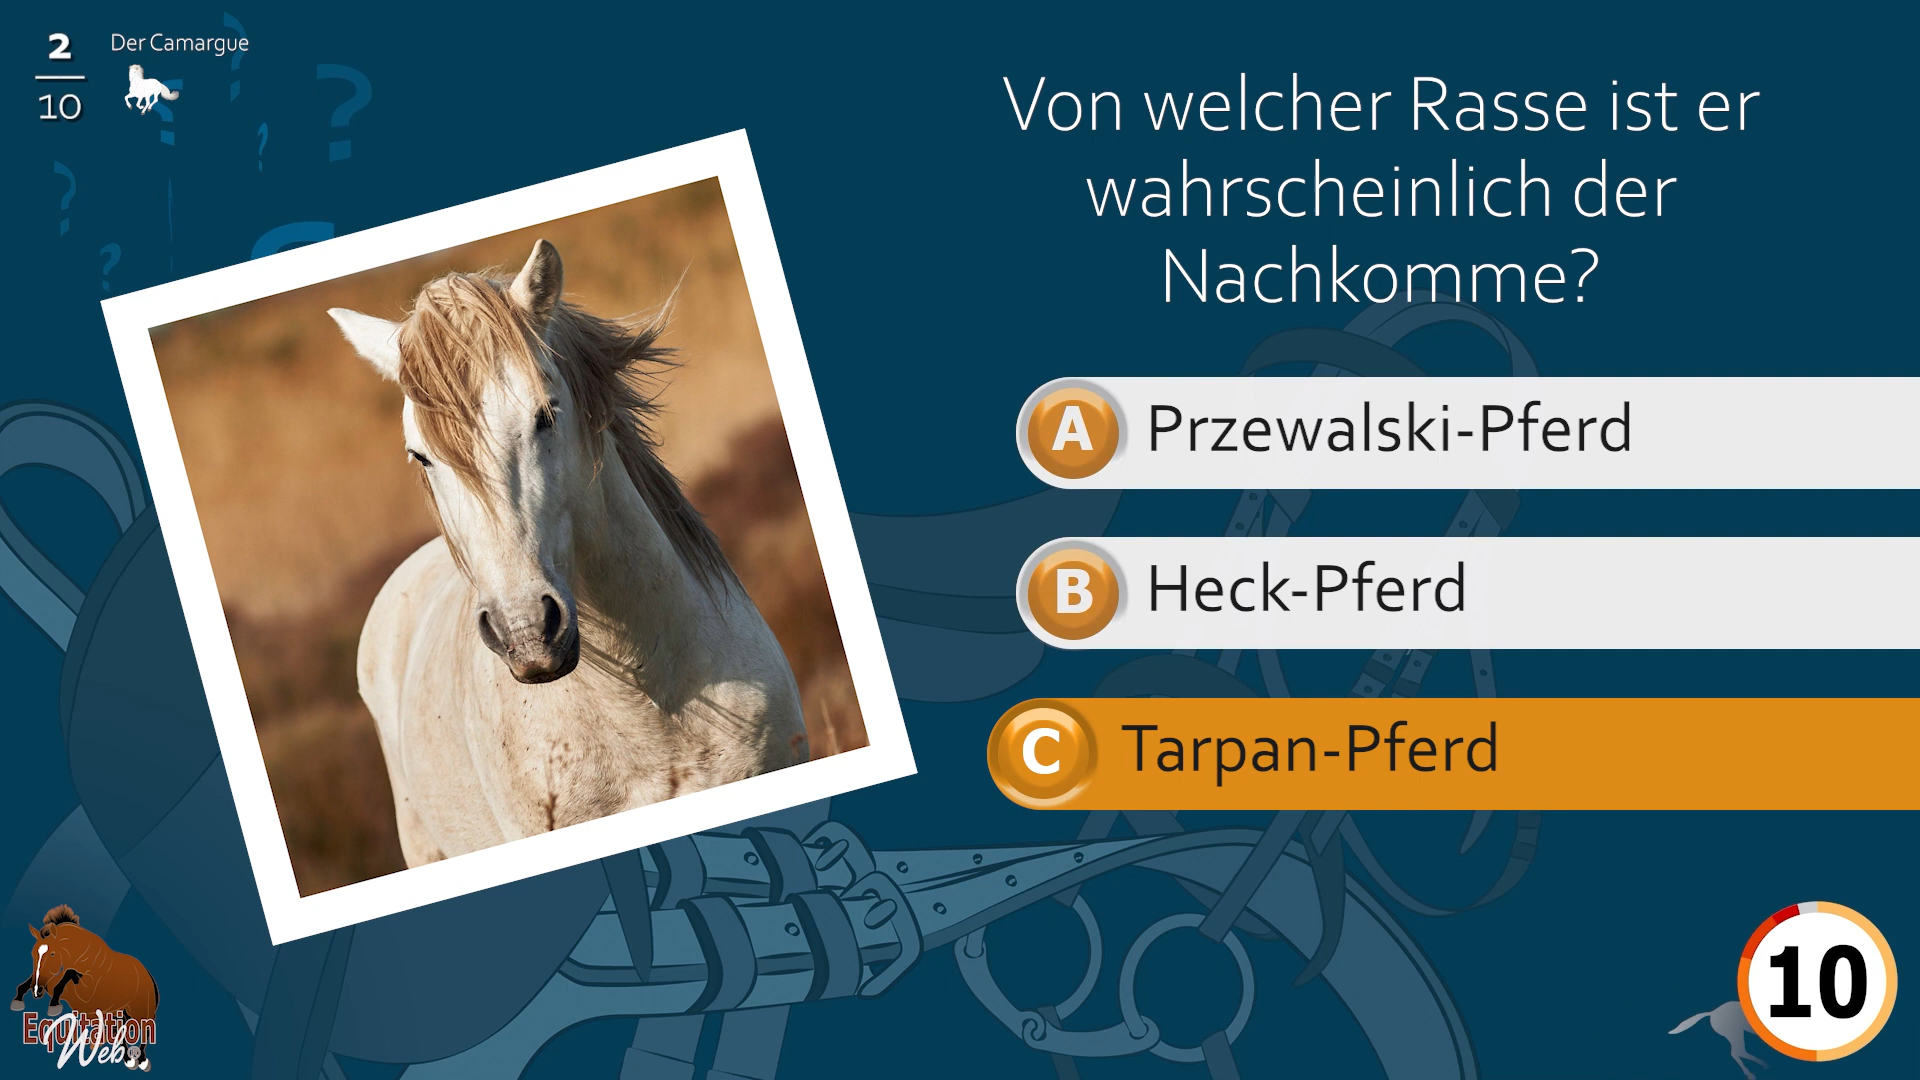 2
10
Der Camargue
Von welcher Rasse ist er
wahrscheinlich der
Nachkomme?
A Przewalski-Pferd
B Heck-Pferd
C Tarpan-Pferd
Equitation
Web
10